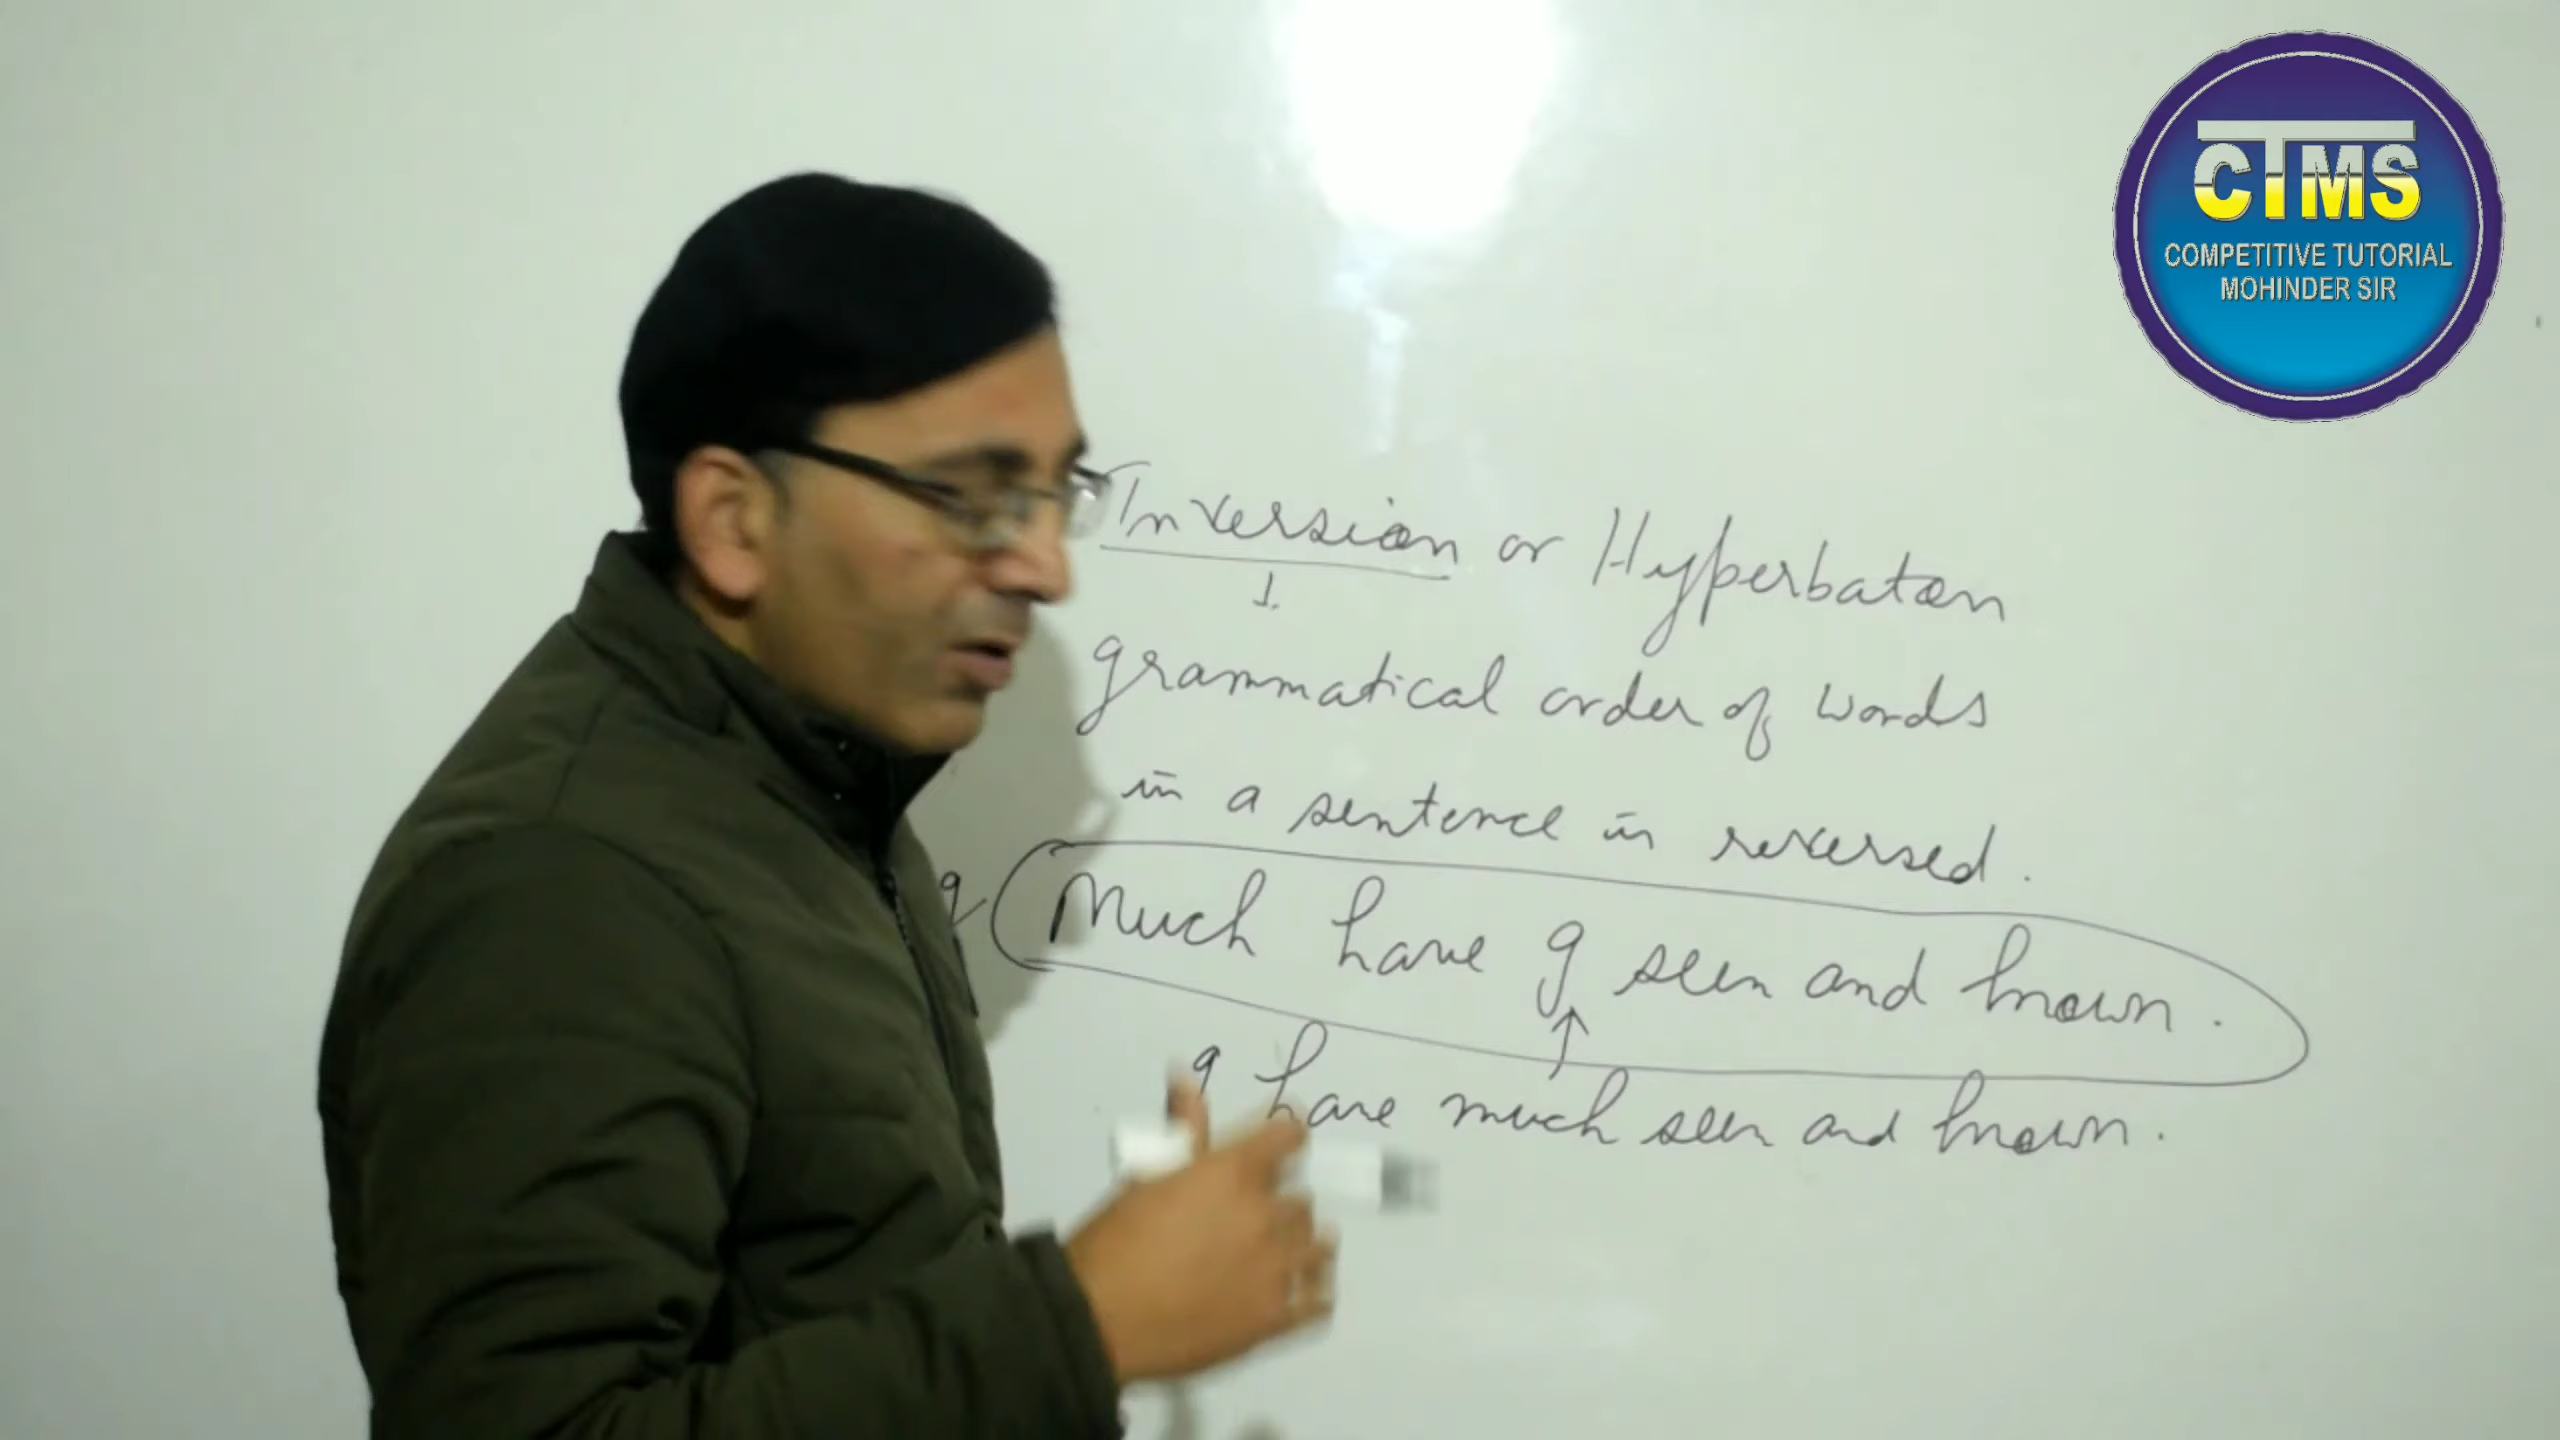 CTMS
COMPETITIVE TUTORIAL
MOHINDER SIR
Inversion or Hyperbaton
grammatical order of words
in a sentence is reversed.
Much have I seen and known.
I have much seen and known.